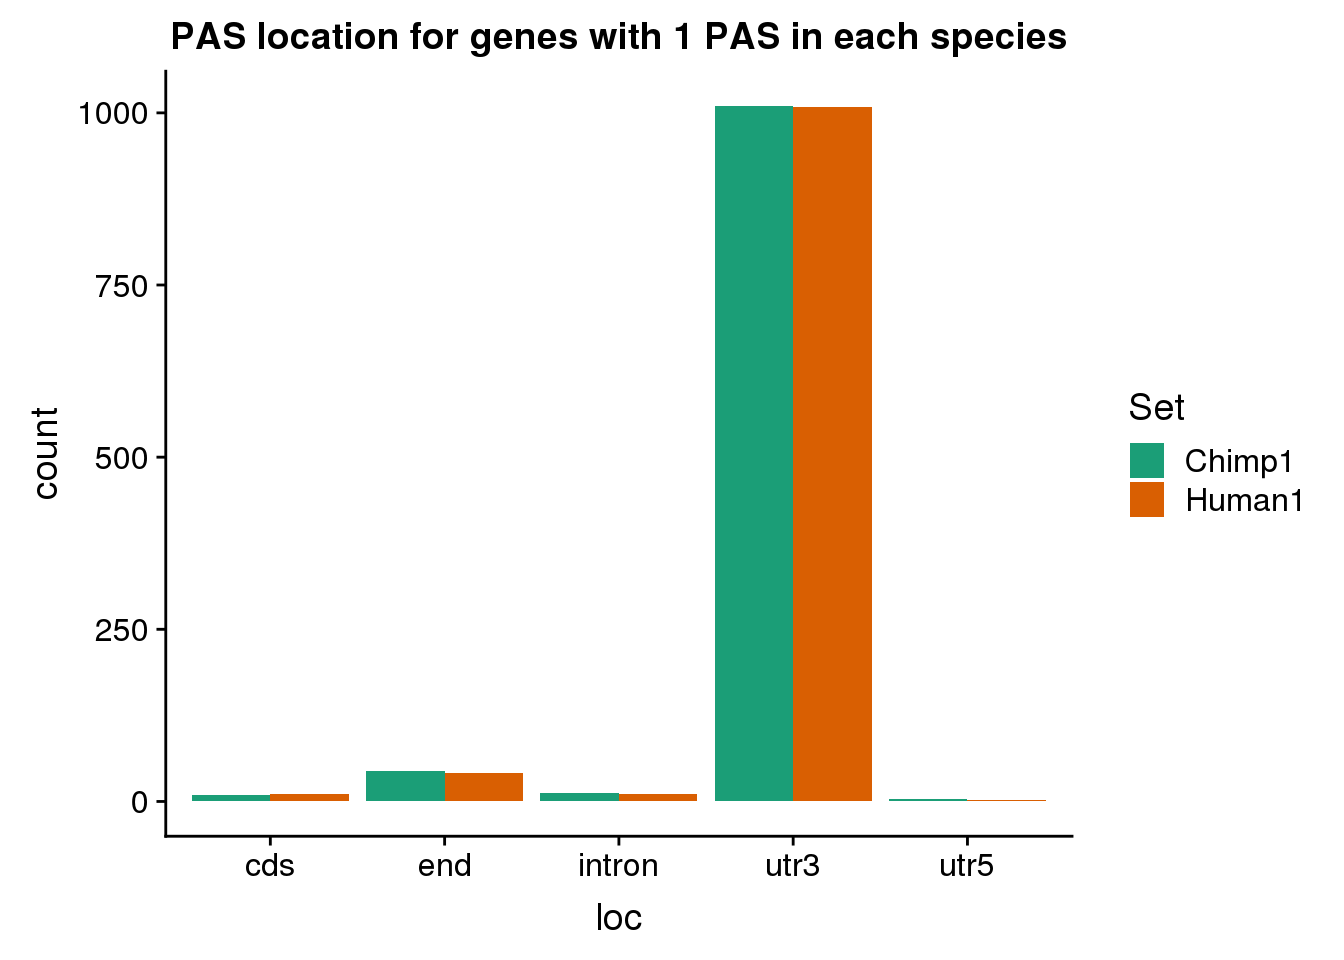 PAS location for genes with 1 PAS in each species
1000
750
500
250
0
count
cds
end
intron
utr3
utr5
loc
Set
Chimp1
Human1